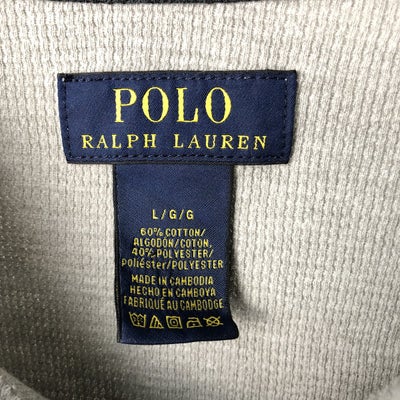 POLO
RALPH LAUREN
L/G/G
60% COTTON/
ALGODÓN/COTON,
40% POLYESTER/
Poliéster/POLYESTER
MADE IN CAMBODIA
HECHO EN CAMBOYA
FABRIQUÉ AU CAMBODGE